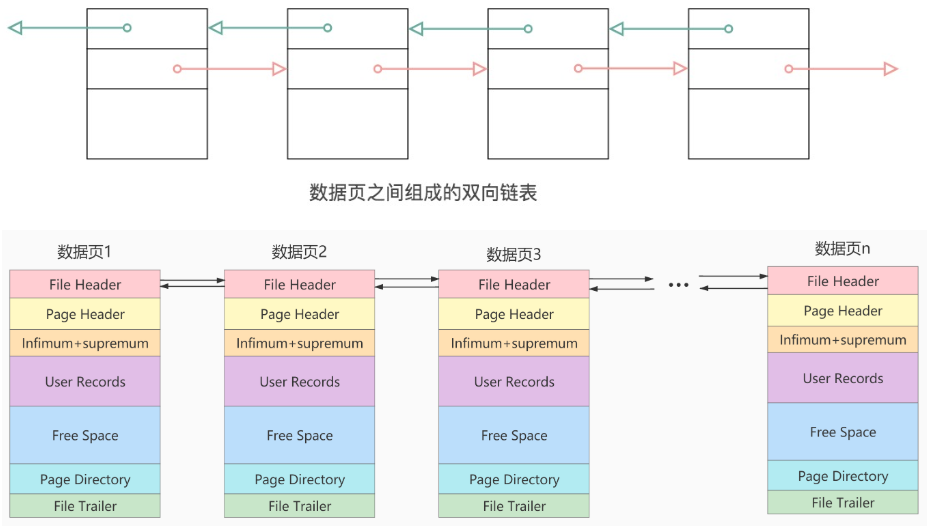 数据页之间组成的双向链表
数据页1 数据页2 数据页3 数据页n
File Header File Header File Header ... File Header
Page Header Page Header Page Header Page Header
Infimum+supremum Infimum+supremum Infimum+supremum Infimum+supremum
User Records User Records User Records User Records
Free Space Free Space Free Space Free Space
Page Directory Page Directory Page Directory Page Directory
File Trailer File Trailer File Trailer File Trailer